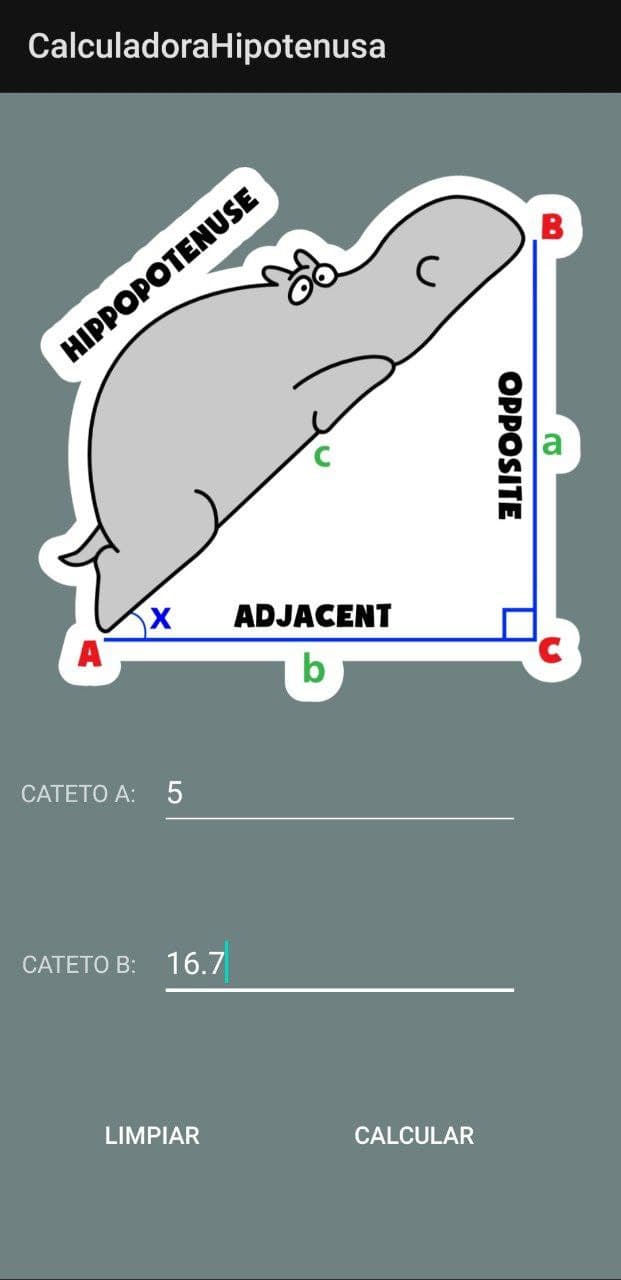 CalculadoraHipotenusa
HIPPOPOTENUSE
B
OPPOSITE
a
c
x
ADJACENT
A
C
b
CATETO A: 5
CATETO B: 16.7
LIMPIAR CALCULAR